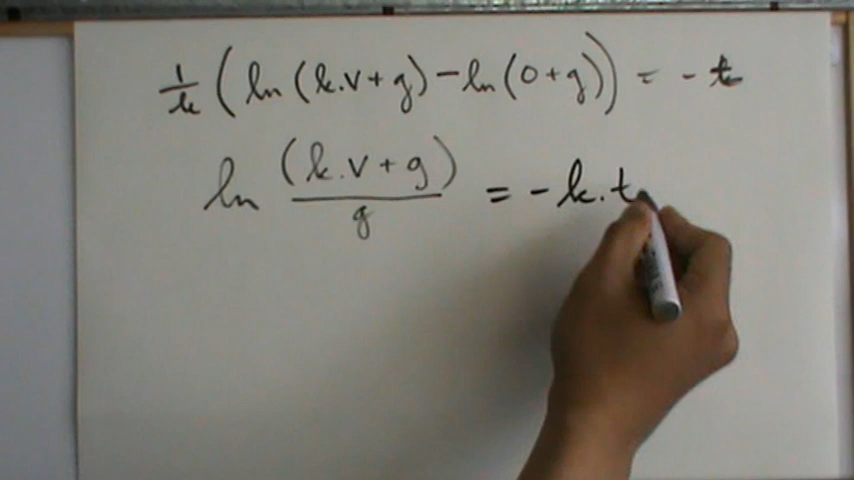 1/k (ln (k.v+g) - ln (0+g)) = - t
ln (k.v+g)/g = - k.t